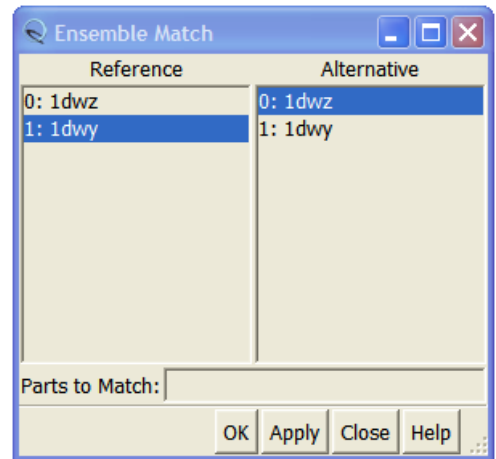 Ensemble Match
Reference Alternative
0: 1dwz 0: 1dwz
1: 1dwy 1: 1dwy
Parts to Match:
OK Apply Close Help